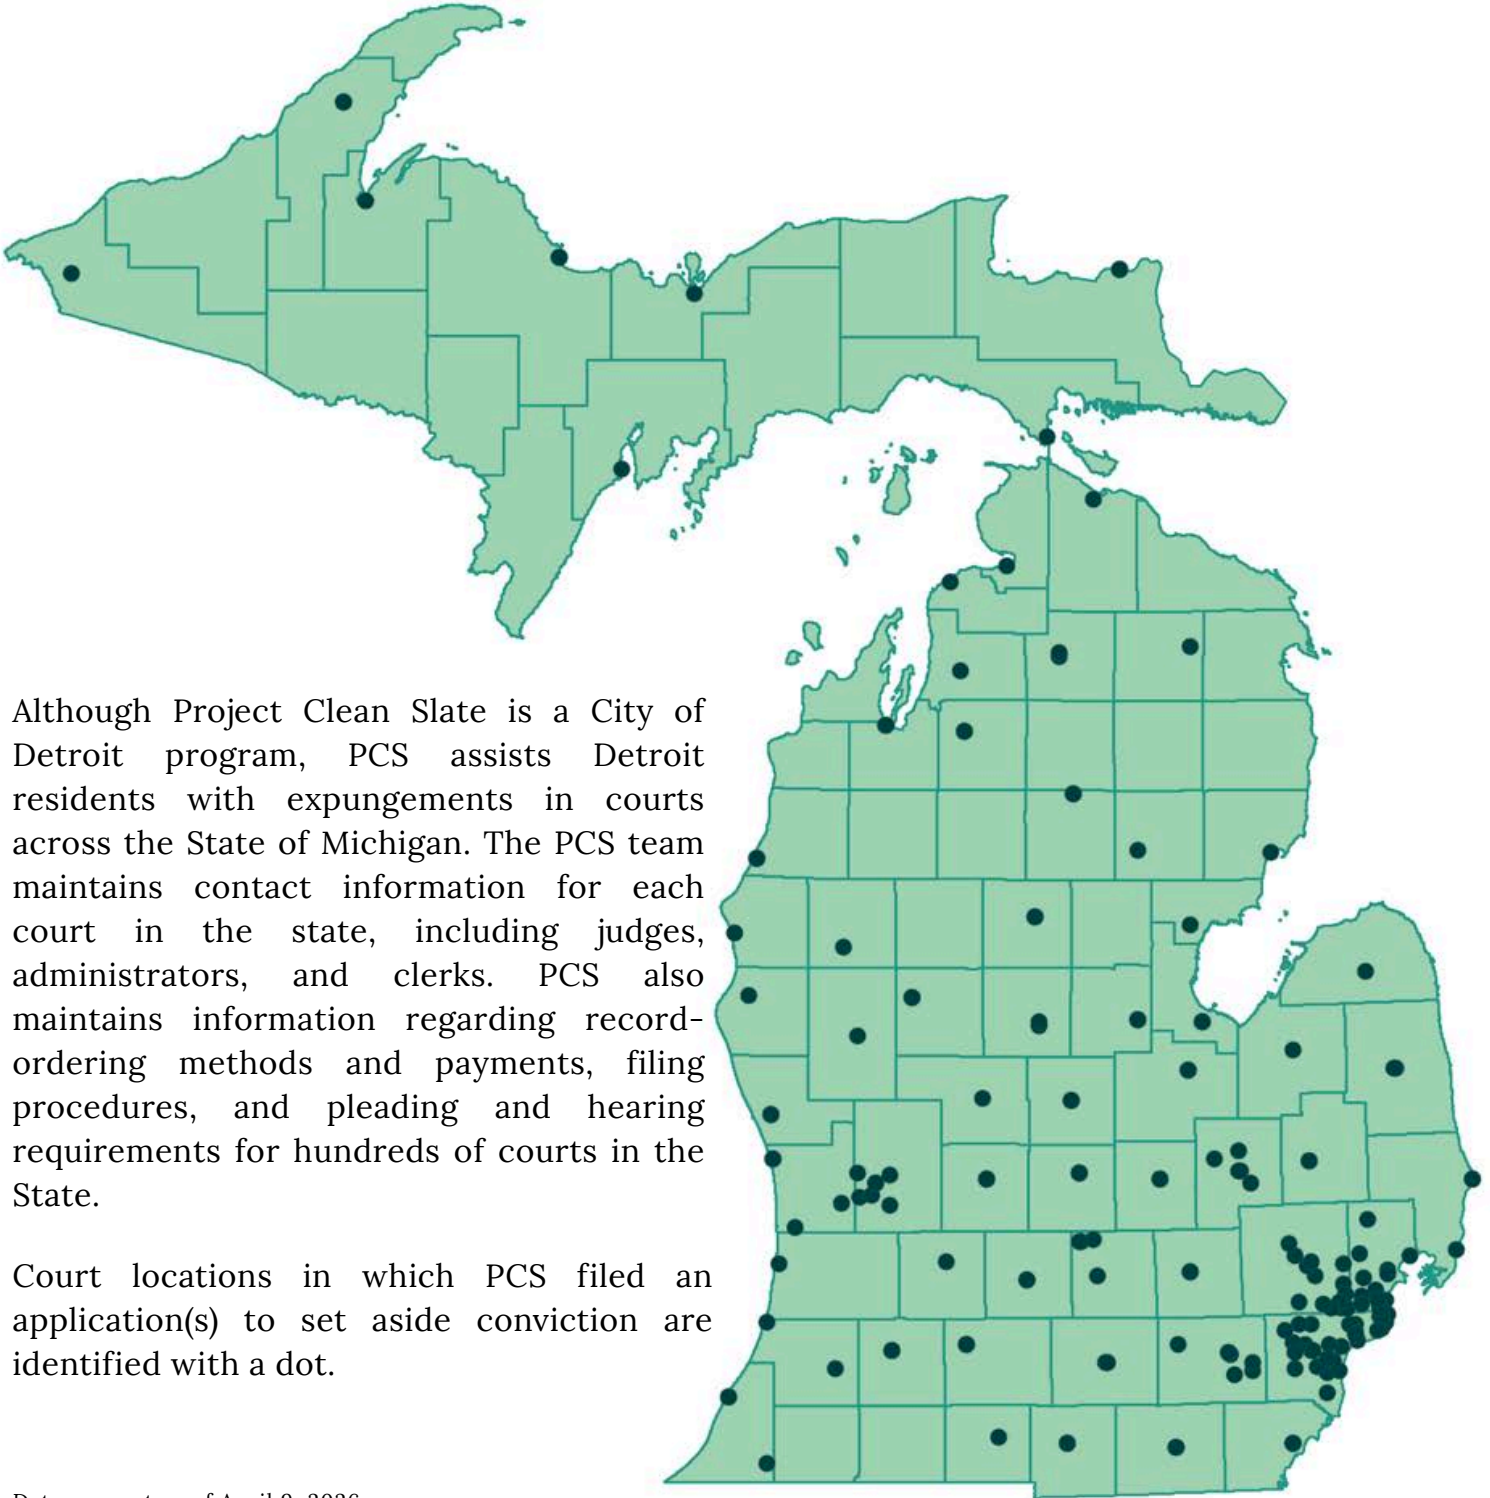 Although Project Clean Slate is a City of
Detroit program, PCS assists Detroit
residents with expungements in courts
across the State of Michigan. The PCS team
maintains contact information for each
court in the state, including judges,
administrators, and clerks. PCS also
maintains information regarding record-
ordering methods and payments, filing
procedures, and pleading and hearing
requirements for hundreds of courts in the
State.
Court locations in which PCS filed an
application(s) to set aside conviction are
identified with a dot.